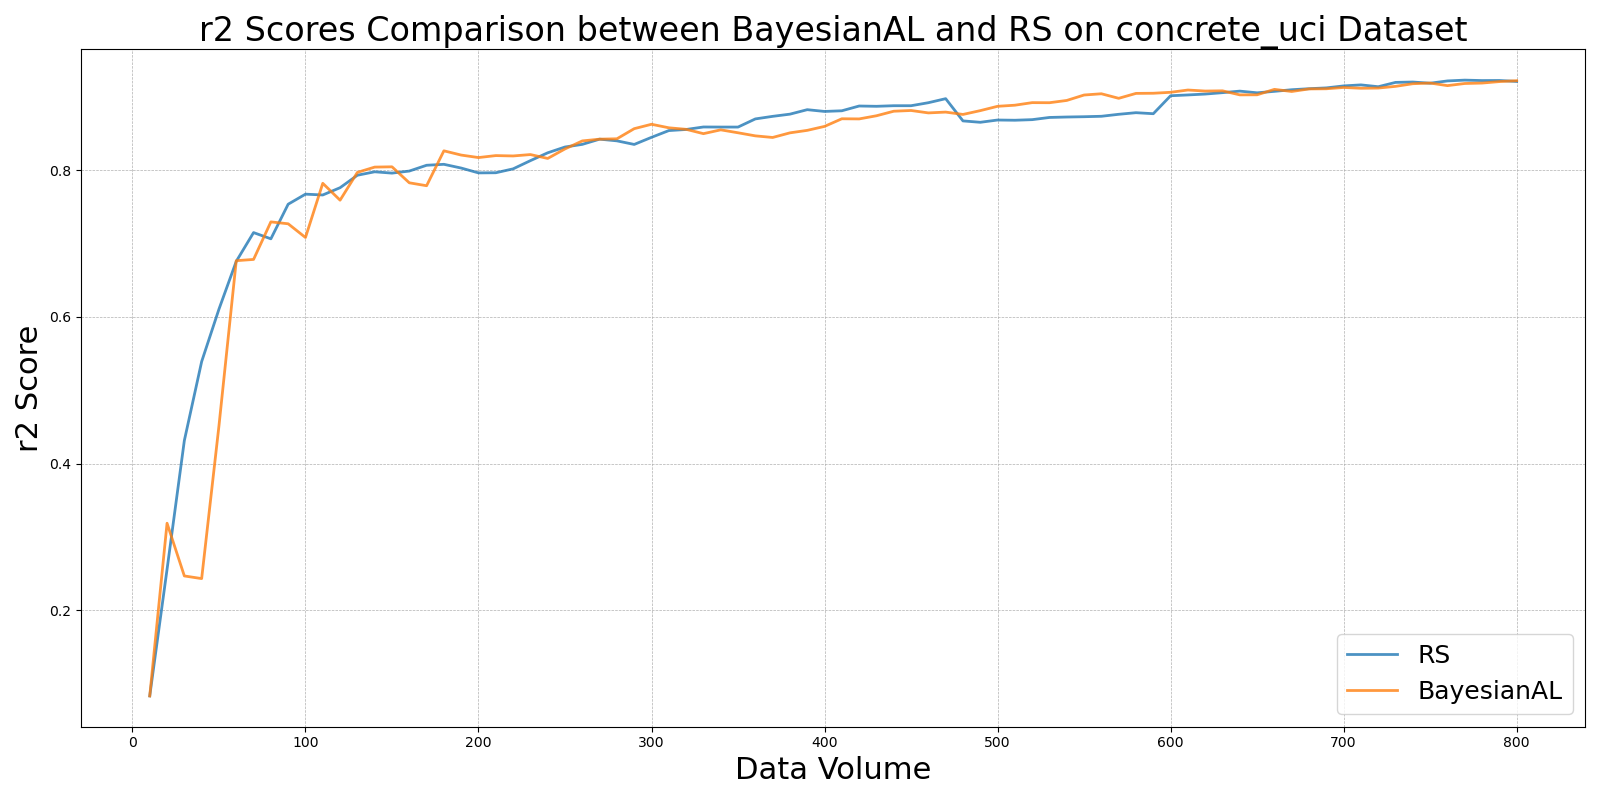 r2 Scores Comparison between BayesianAL and RS on concrete_uci Dataset
r2 Score
0.8
0.6
0.4
0.2
0 100 200 300 400 500 600 700 800
Data Volume
RS
BayesianAL